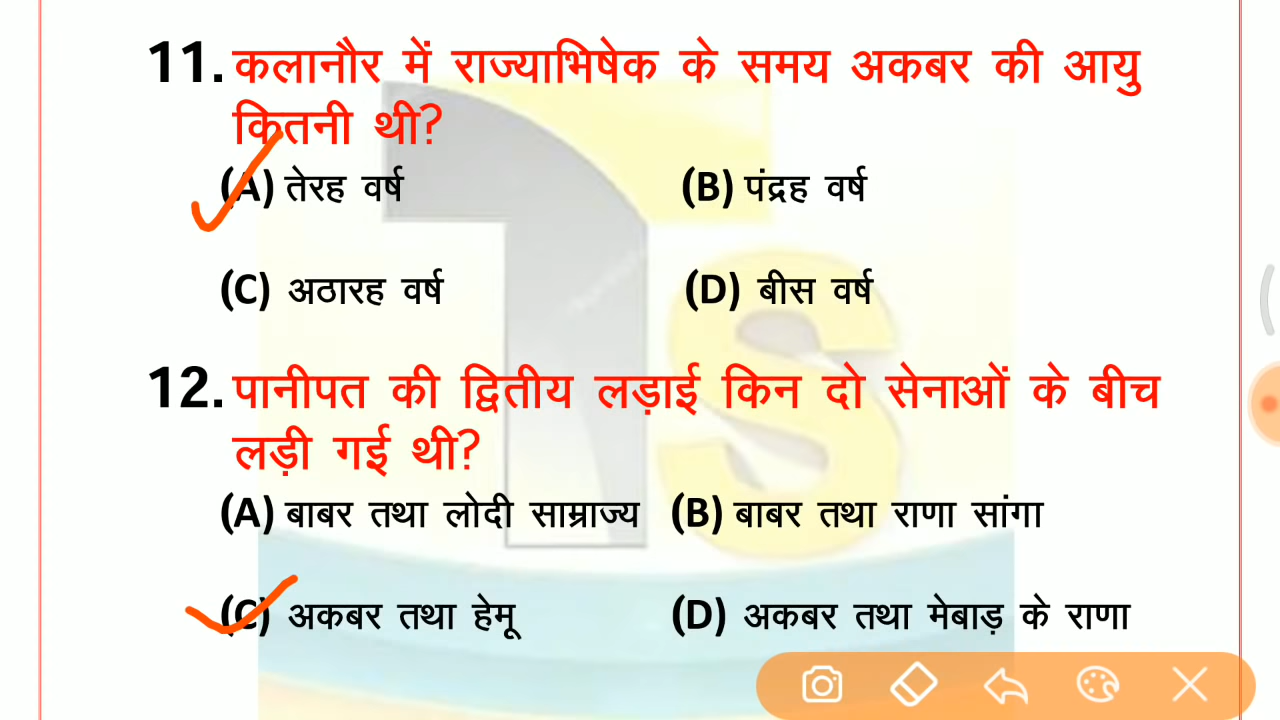 11. कलानौर में राज्याभिषेक के समय अकबर की आयु
कितनी थी?
(A) तेरह वर्ष (B) पंद्रह वर्ष
(C) अठारह वर्ष (D) बीस वर्ष
12. पानीपत की द्वितीय लड़ाई किन दो सेनाओं के बीच
लड़ी गई थी?
(A) बाबर तथा लोदी साम्राज्य (B) बाबर तथा राणा सांगा
(C) अकबर तथा हेमू (D) अकबर तथा मेबाड़ के राणा